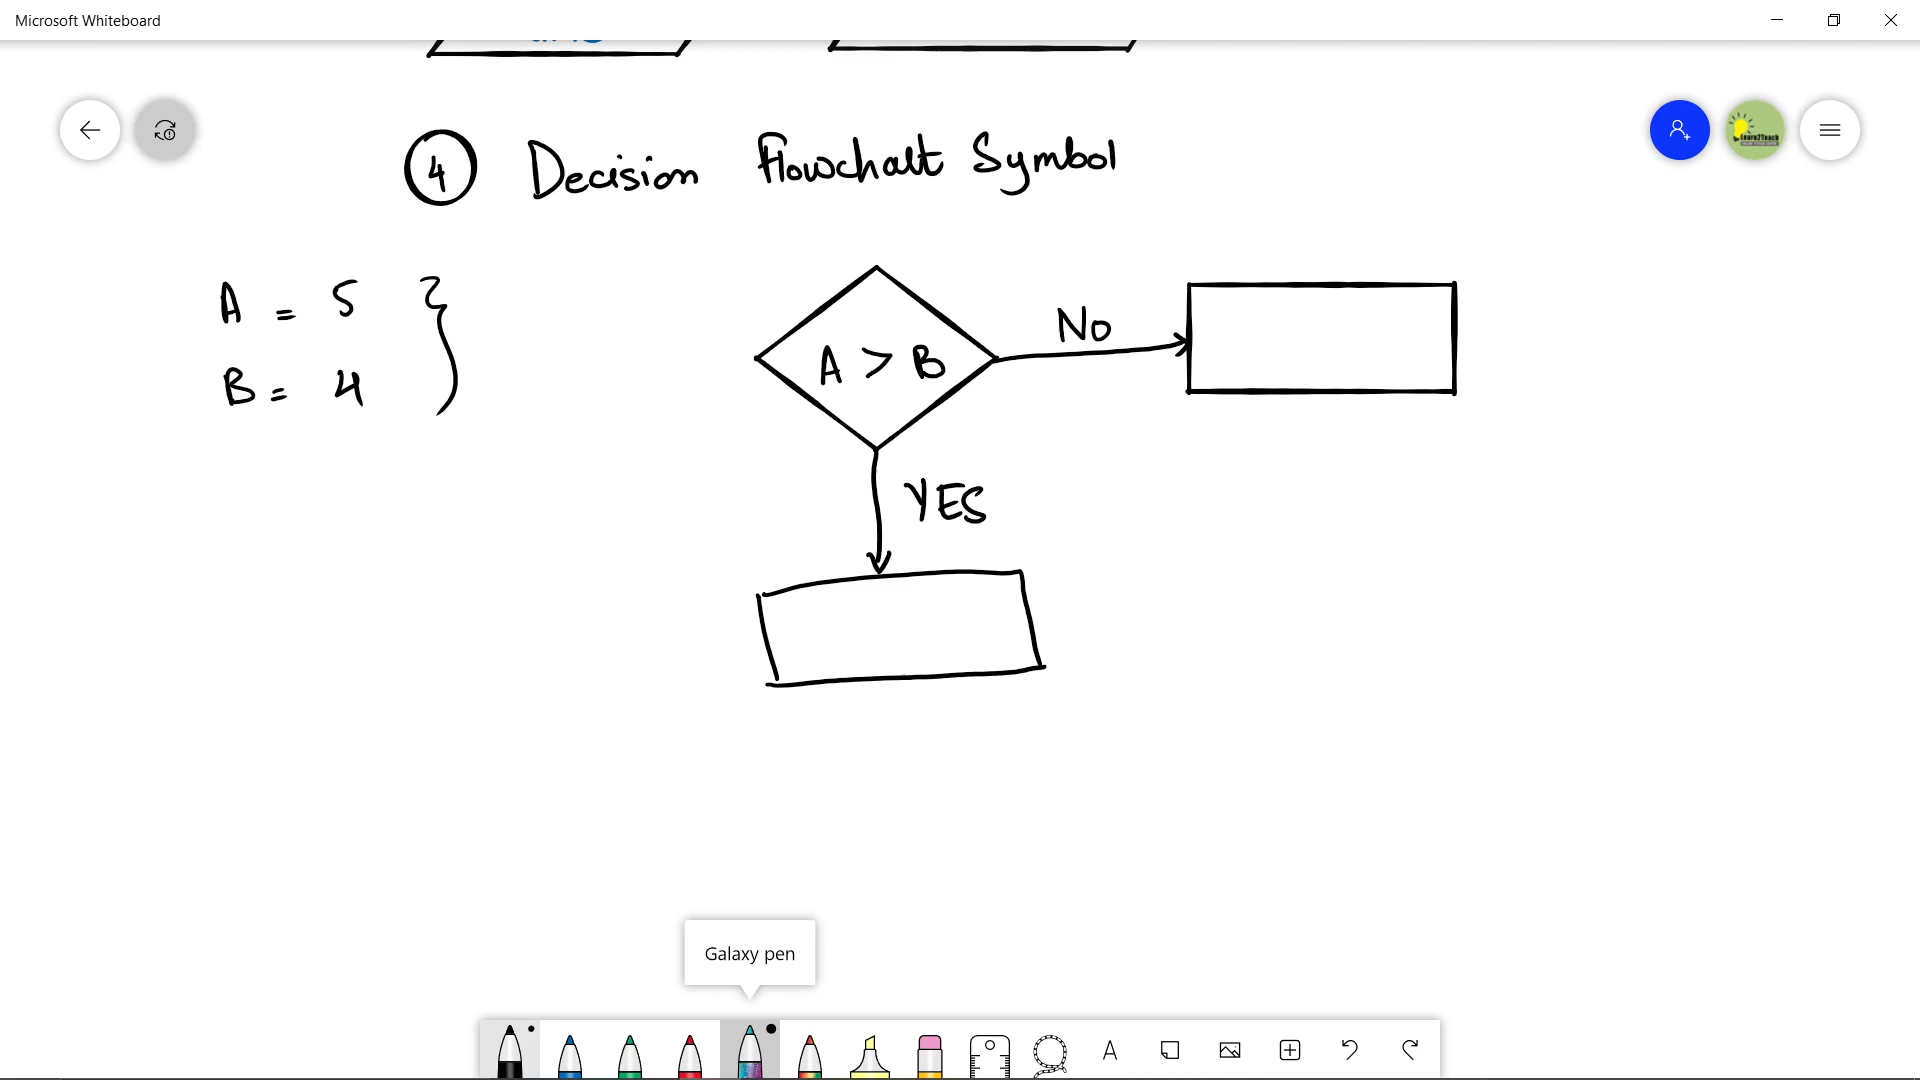 Microsoft Whiteboard
4 Decision Flowchalt Symbol
A = 5
B = 4
A > B
No
YES
Galaxy pen
A